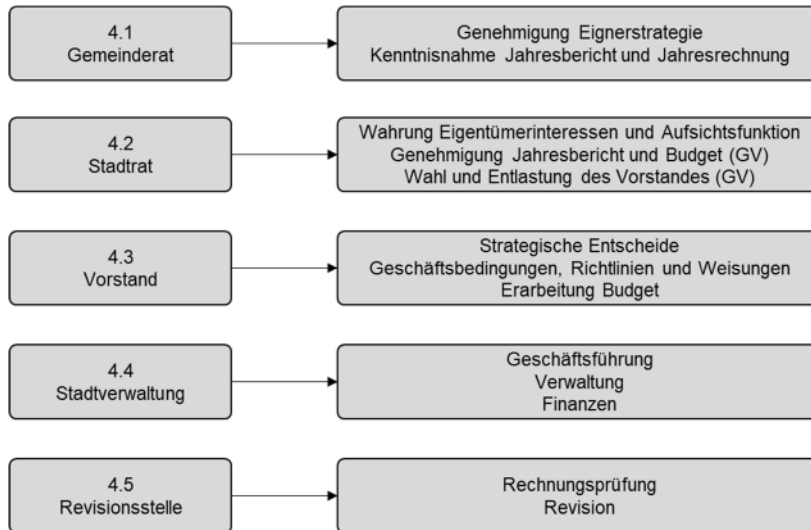 4.1
Gemeinderat
Genehmigung Eignerstrategie
Kenntnisnahme Jahresbericht und Jahresrechnung
4.2
Stadtrat
Wahrung Eigentümerinteressen und Aufsichtsfunktion
Genehmigung Jahresbericht und Budget (GV)
Wahl und Entlastung des Vorstandes (GV)
4.3
Vorstand
Strategische Entscheide
Geschäftsbedingungen, Richtlinien und Weisungen
Erarbeitung Budget
4.4
Stadtverwaltung
Geschäftsführung
Verwaltung
Finanzen
4.5
Revisionsstelle
Rechnungsprüfung
Revision